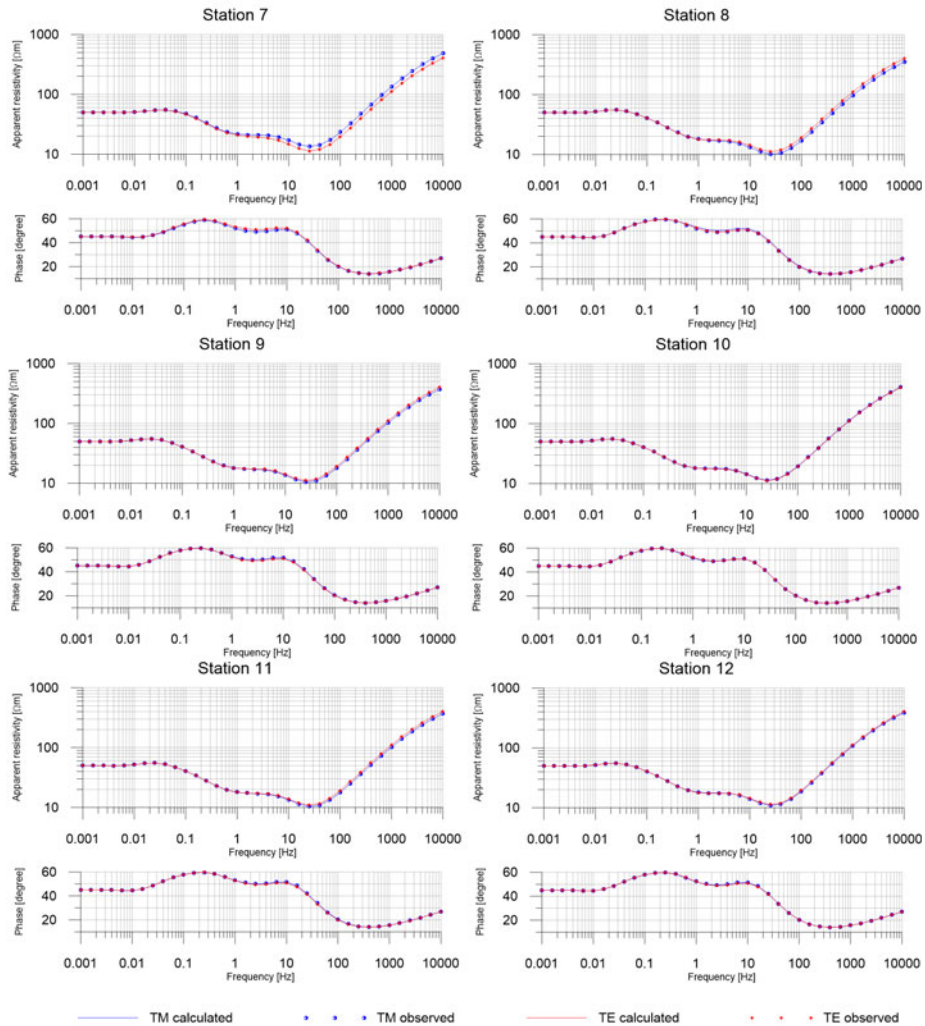 Station 7 Station 8
1000 1000
100 100
10 10
Apparent resistivity [Ωm] Apparent resistivity [Ωm]
0.001 0.01 0.1 1 10 100 1000 10000 0.001 0.01 0.1 1 10 100 1000 10000
Frequency [Hz] Frequency [Hz]
60 60
40 40
20 20
Phase [degree] Phase [degree]
0.001 0.01 0.1 1 10 100 1000 10000 0.001 0.01 0.1 1 10 100 1000 10000
Frequency [Hz] Frequency [Hz]
Station 9 Station 10
1000 1000
100 100
10 10
Apparent resistivity [Ωm] Apparent resistivity [Ωm]
0.001 0.01 0.1 1 10 100 1000 10000 0.001 0.01 0.1 1 10 100 1000 10000
Frequency [Hz] Frequency [Hz]
60 60
40 40
20 20
Phase [degree] Phase [degree]
0.001 0.01 0.1 1 10 100 1000 10000 0.001 0.01 0.1 1 10 100 1000 10000
Frequency [Hz] Frequency [Hz]
Station 11 Station 12
1000 1000
100 100
10 10
Apparent resistivity [Ωm] Apparent resistivity [Ωm]
0.001 0.01 0.1 1 10 100 1000 10000 0.001 0.01 0.1 1 10 100 1000 10000
Frequency [Hz] Frequency [Hz]
60 60
40 40
20 20
Phase [degree] Phase [degree]
0.001 0.01 0.1 1 10 100 1000 10000 0.001 0.01 0.1 1 10 100 1000 10000
Frequency [Hz] Frequency [Hz]
TM calculated TM observed TE calculated TE observed